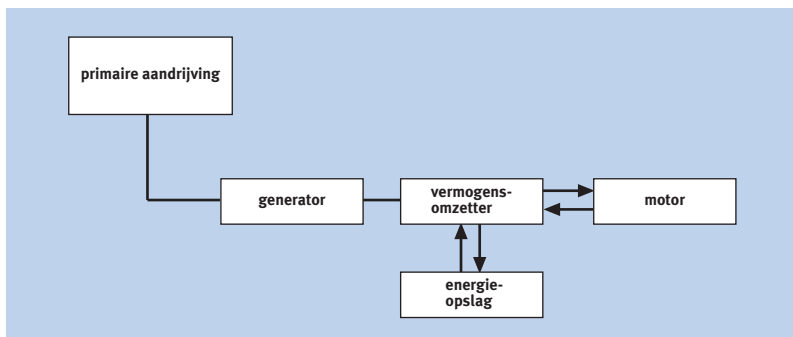 primaire aandrijving
generator
vermogens-
omzetter
motor
energie-
opslag